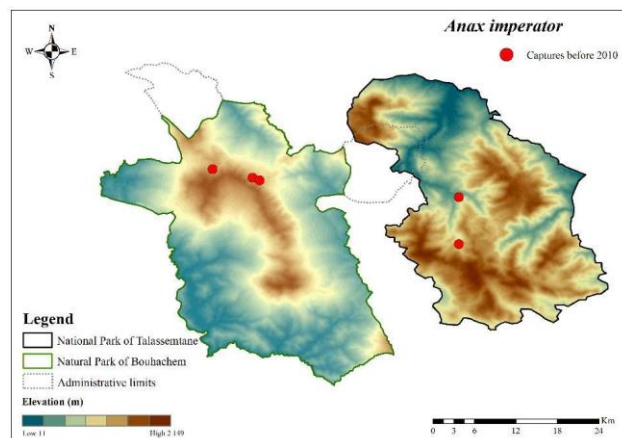 N
W E
S
Anax imperator
Captures before 2010
Legend
National Park of Talassemtane
Natural Park of Bouhachem
Administrative limits
Elevation (m)
Low 11 High 2 149
Km
0 3 6 12 18 24